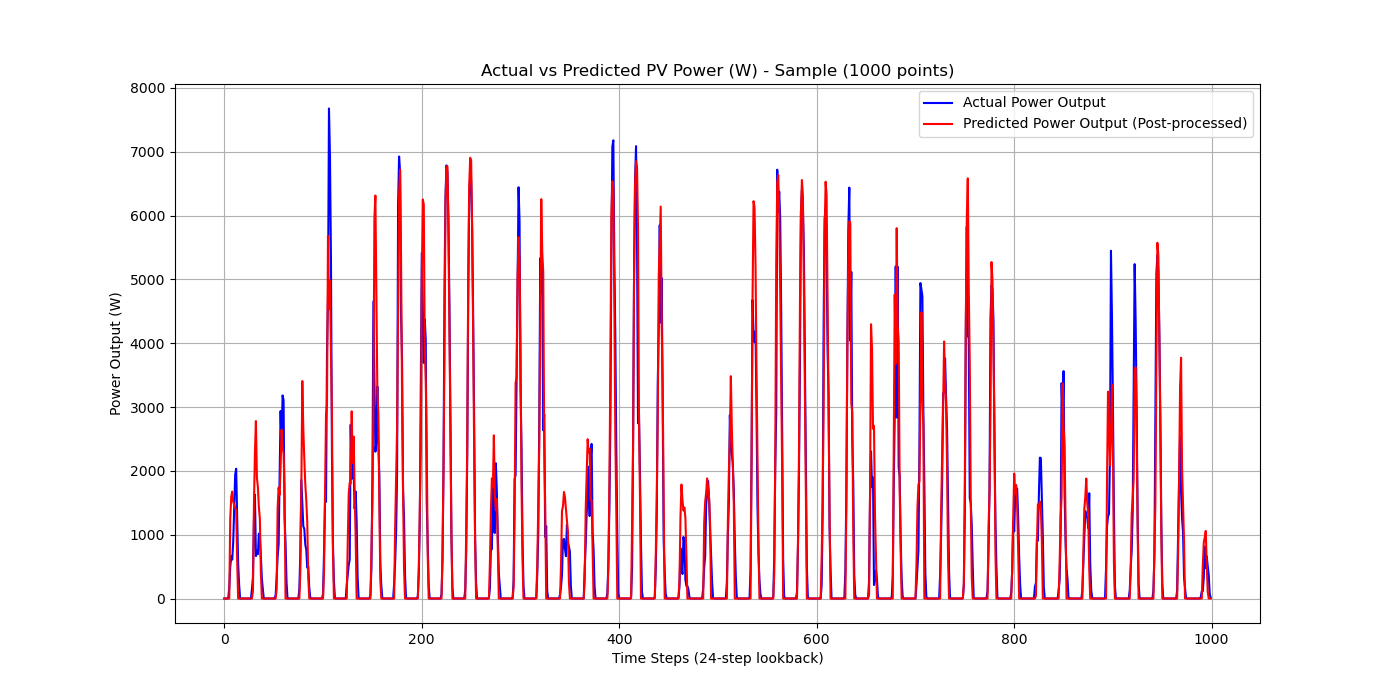 Actual vs Predicted PV Power (W) - Sample (1000 points)
Actual Power Output
Predicted Power Output (Post-processed)
Power Output (W)
8000
7000
6000
5000
4000
3000
2000
1000
0
0 200 400 600 800 1000
Time Steps (24-step lookback)